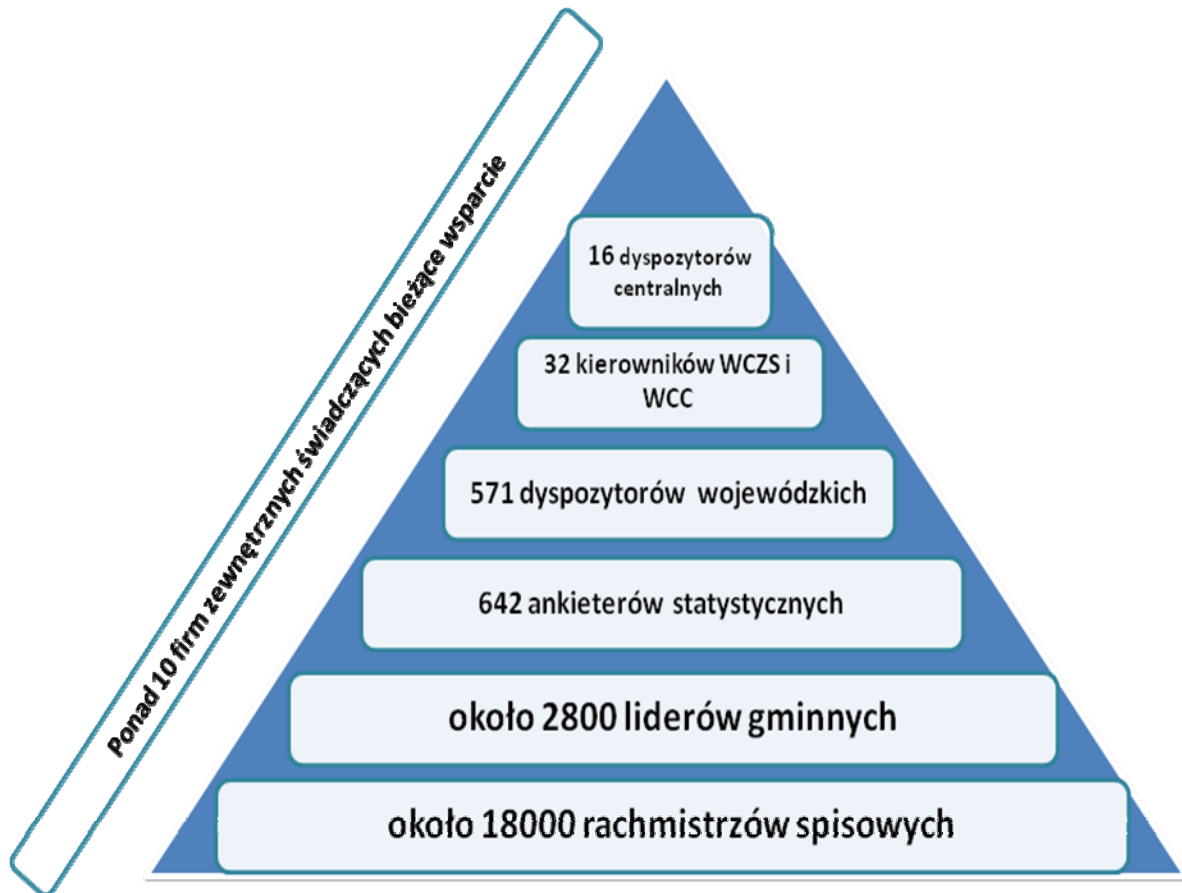 Ponad 10 firm zewnętrznych świadczących bieżące wsparcie
16 dyspozytorów
centralnych
32 kierowników WCZS i
WCC
571 dyspozytorów wojewódzkich
642 ankieterów statystycznych
około 2800 liderów gminnych
około 18000 rachmistrzów spisowych